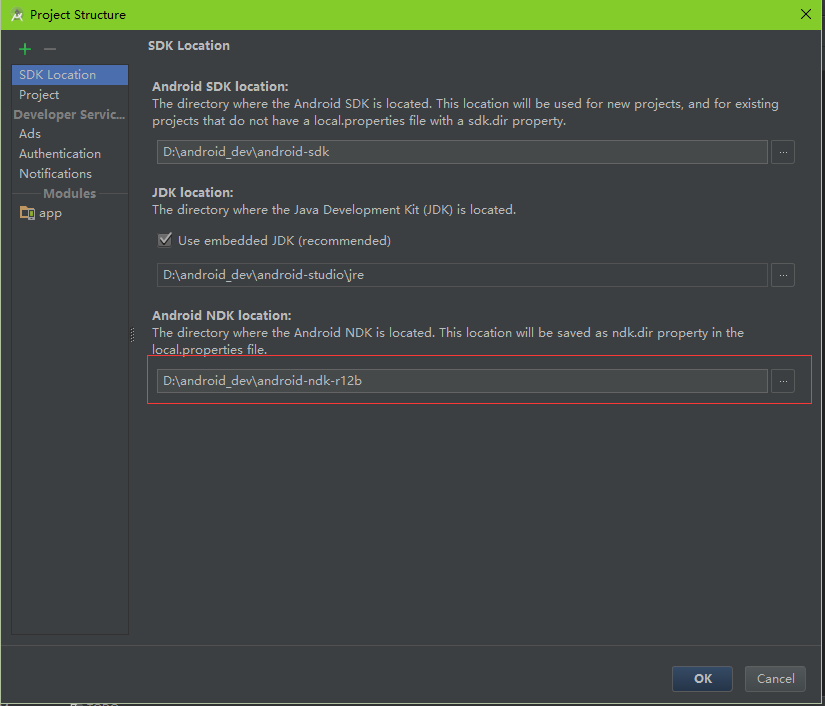 Project Structure
SDK Location
Project
Developer Servic...
Ads
Authentication
Notifications
Modules
app
SDK Location
Android SDK location:
The directory where the Android SDK is located. This location will be used for new projects, and for existing
projects that do not have a local.properties file with a sdk.dir property.
D:\android_dev\android-sdk
...
JDK location:
The directory where the Java Development Kit (JDK) is located.
Use embedded JDK (recommended)
D:\android_dev\android-studio\jre
...
Android NDK location:
The directory where the Android NDK is located. This location will be saved as ndk.dir property in the
local.properties file.
D:\android_dev\android-ndk-r12b
...
OK
Cancel